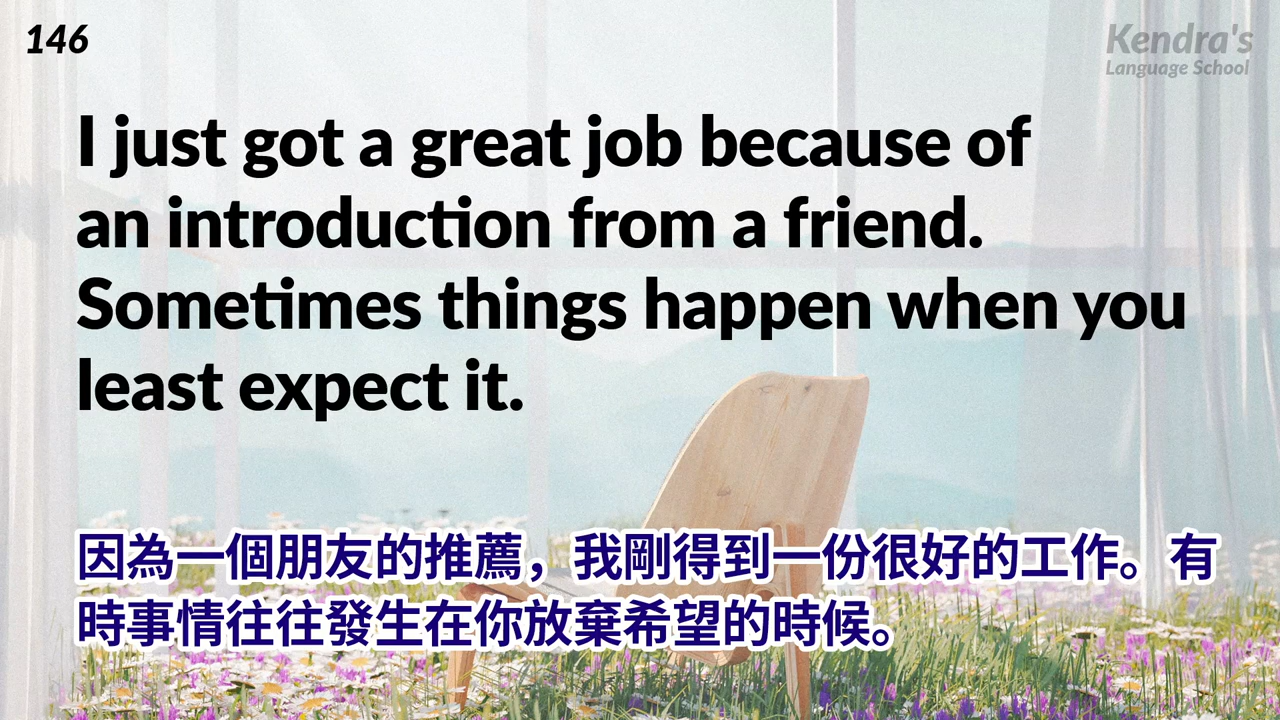 146
Kendra's
Language School
I just got a great job because of
an introduction from a friend.
Sometimes things happen when you
least expect it.
因為一個朋友的推薦，我剛得到一份很好的工作。有
時事情往往發生在你放棄希望的時候。